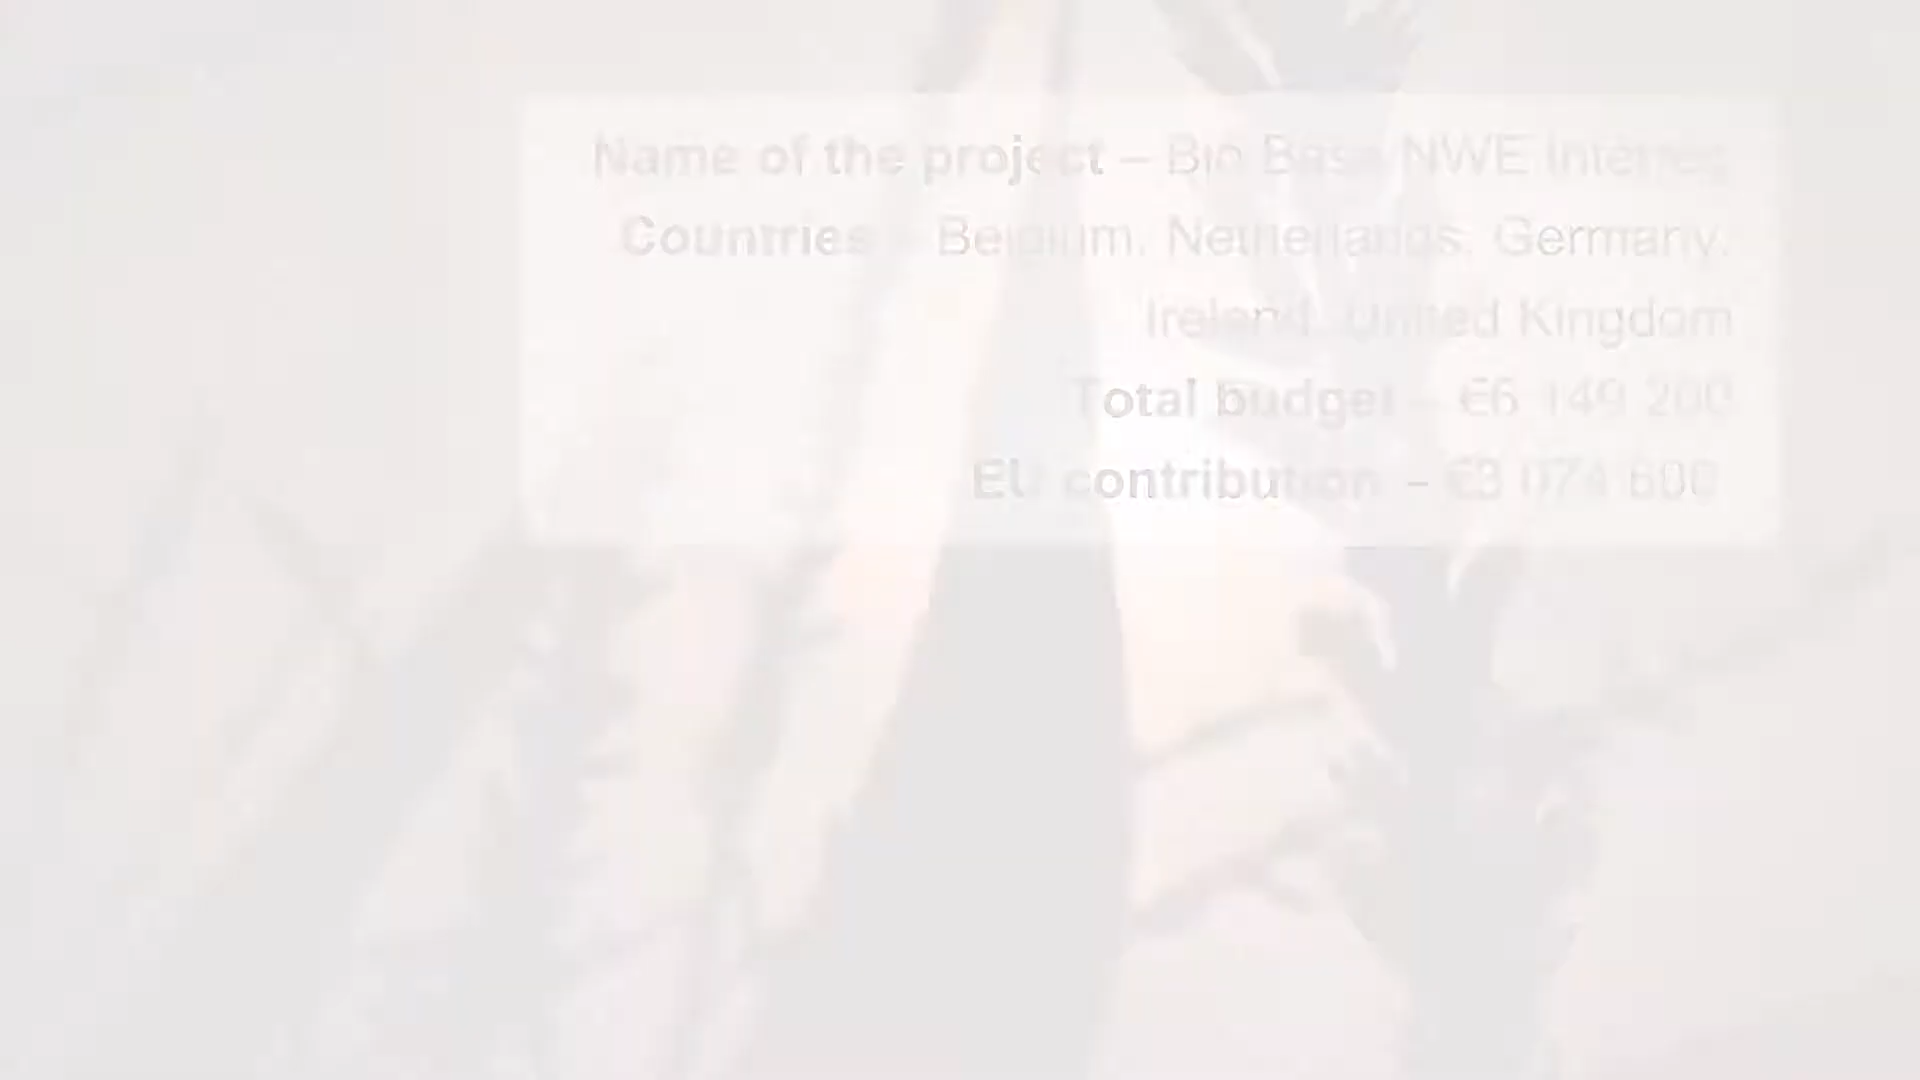 Name of the project – Bio Base NWE Interreg
Countries – Belgium, Netherlands, Germany,
Ireland, United Kingdom
Total budget – €6 149 200
EU contribution – €3 074 600